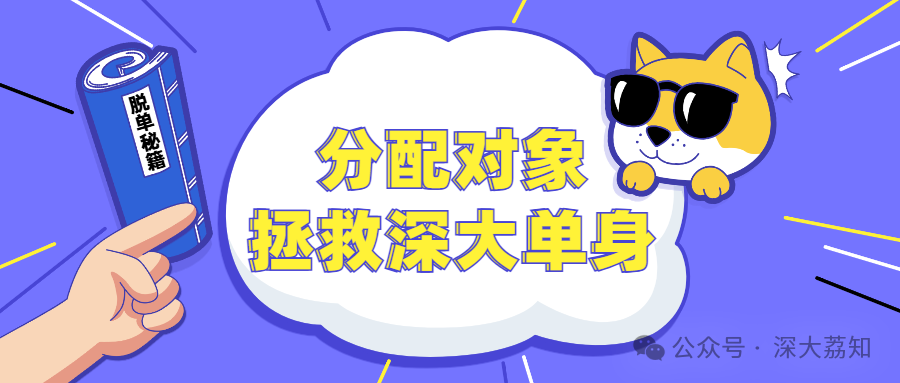 脱单秘籍
分配对象
拯救深大单身
公众号 · 深大荔知